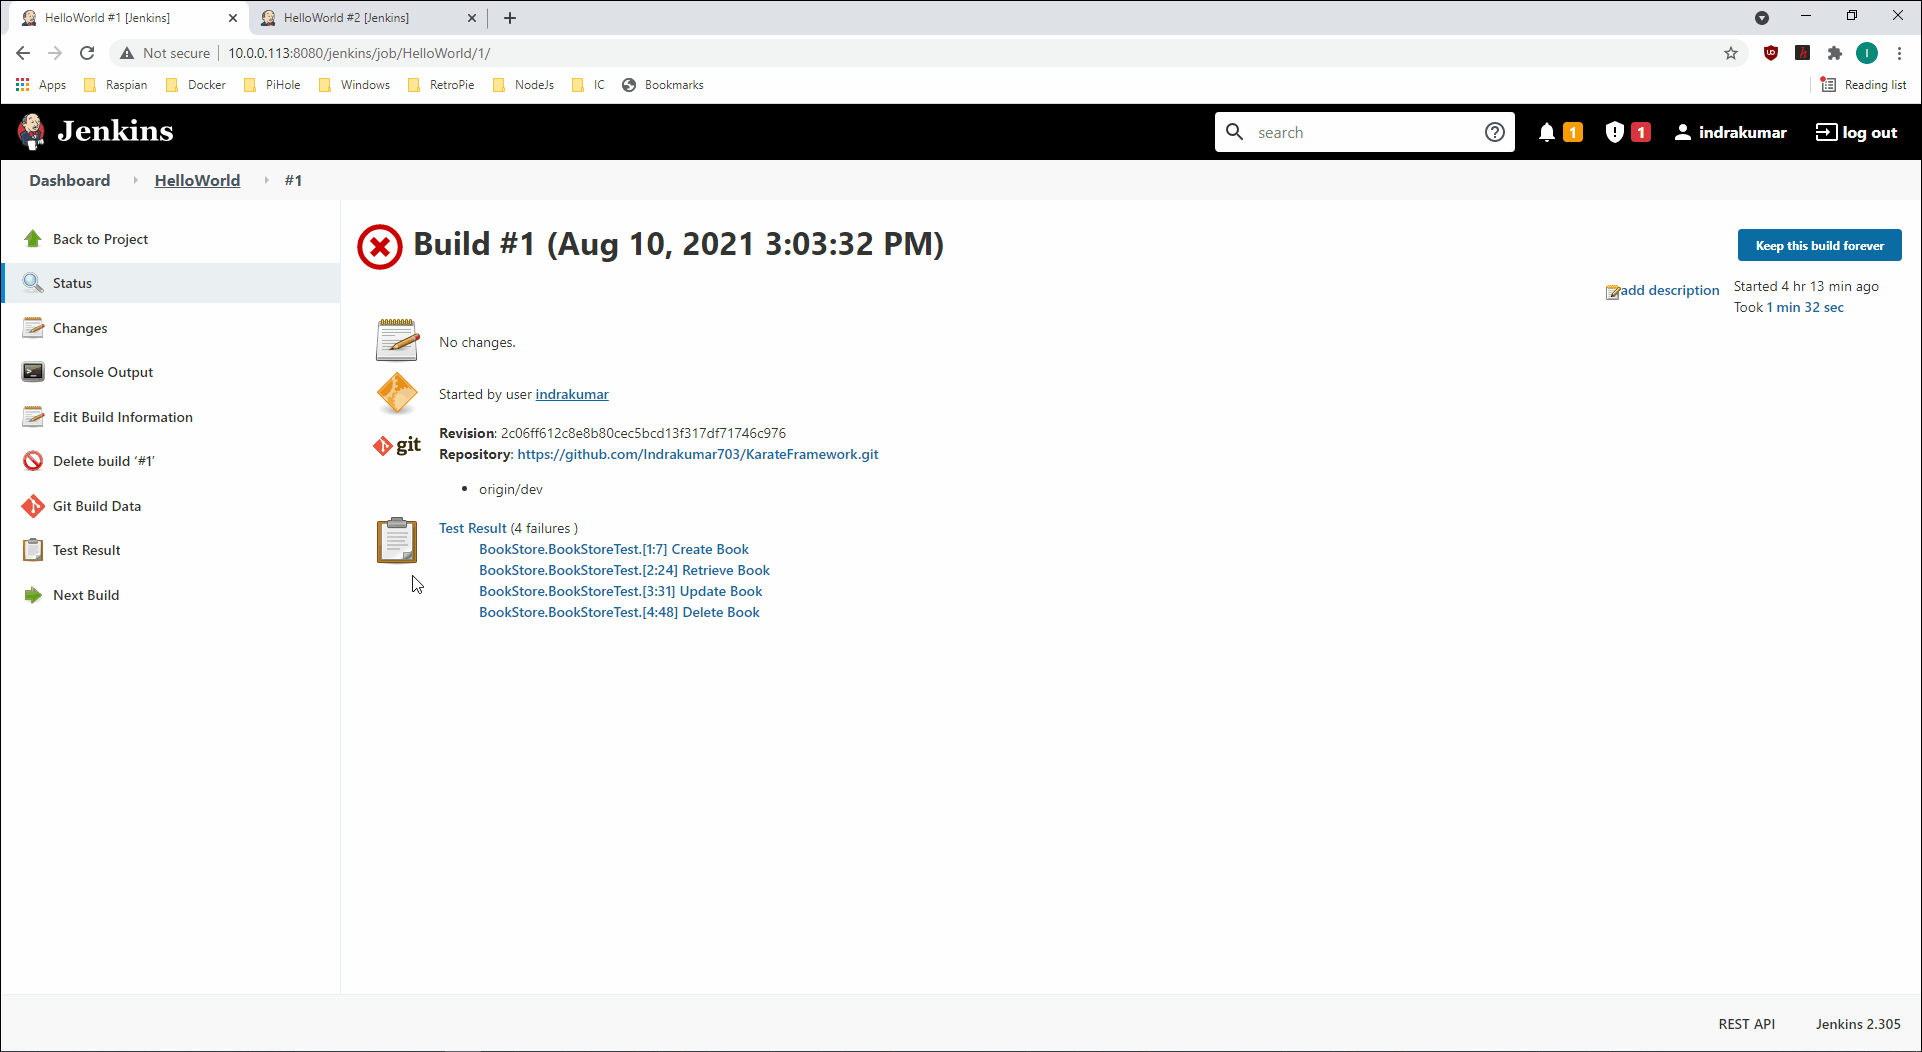 HelloWorld #1 [Jenkins]
HelloWorld #2 [Jenkins]
Not secure
10.0.0.113:8080/jenkins/job/HelloWorld/1/
I
Apps
Raspian
Docker
PiHole
Windows
RetroPie
NodeJs
IC
Bookmarks
Reading list
Jenkins
search
1
1
indrakumar
log out
Dashboard
HelloWorld
#1
Back to Project
Status
Changes
Console Output
Edit Build Information
Delete build ‘#1’
Git Build Data
Test Result
Next Build
Build #1 (Aug 10, 2021 3:03:32 PM)
Keep this build forever
add description
Started 4 hr 13 min ago
Took 1 min 32 sec
No changes.
Started by user indrakumar
git
Revision: 2c06ff612c8e8b80cec5bcd13f317df71746c976
Repository: https://github.com/Indrakumar703/KarateFramework.git
origin/dev
Test Result (4 failures )
BookStore.BookStoreTest.[1:7] Create Book
BookStore.BookStoreTest.[2:24] Retrieve Book
BookStore.BookStoreTest.[3:31] Update Book
BookStore.BookStoreTest.[4:48] Delete Book
REST API
Jenkins 2.305